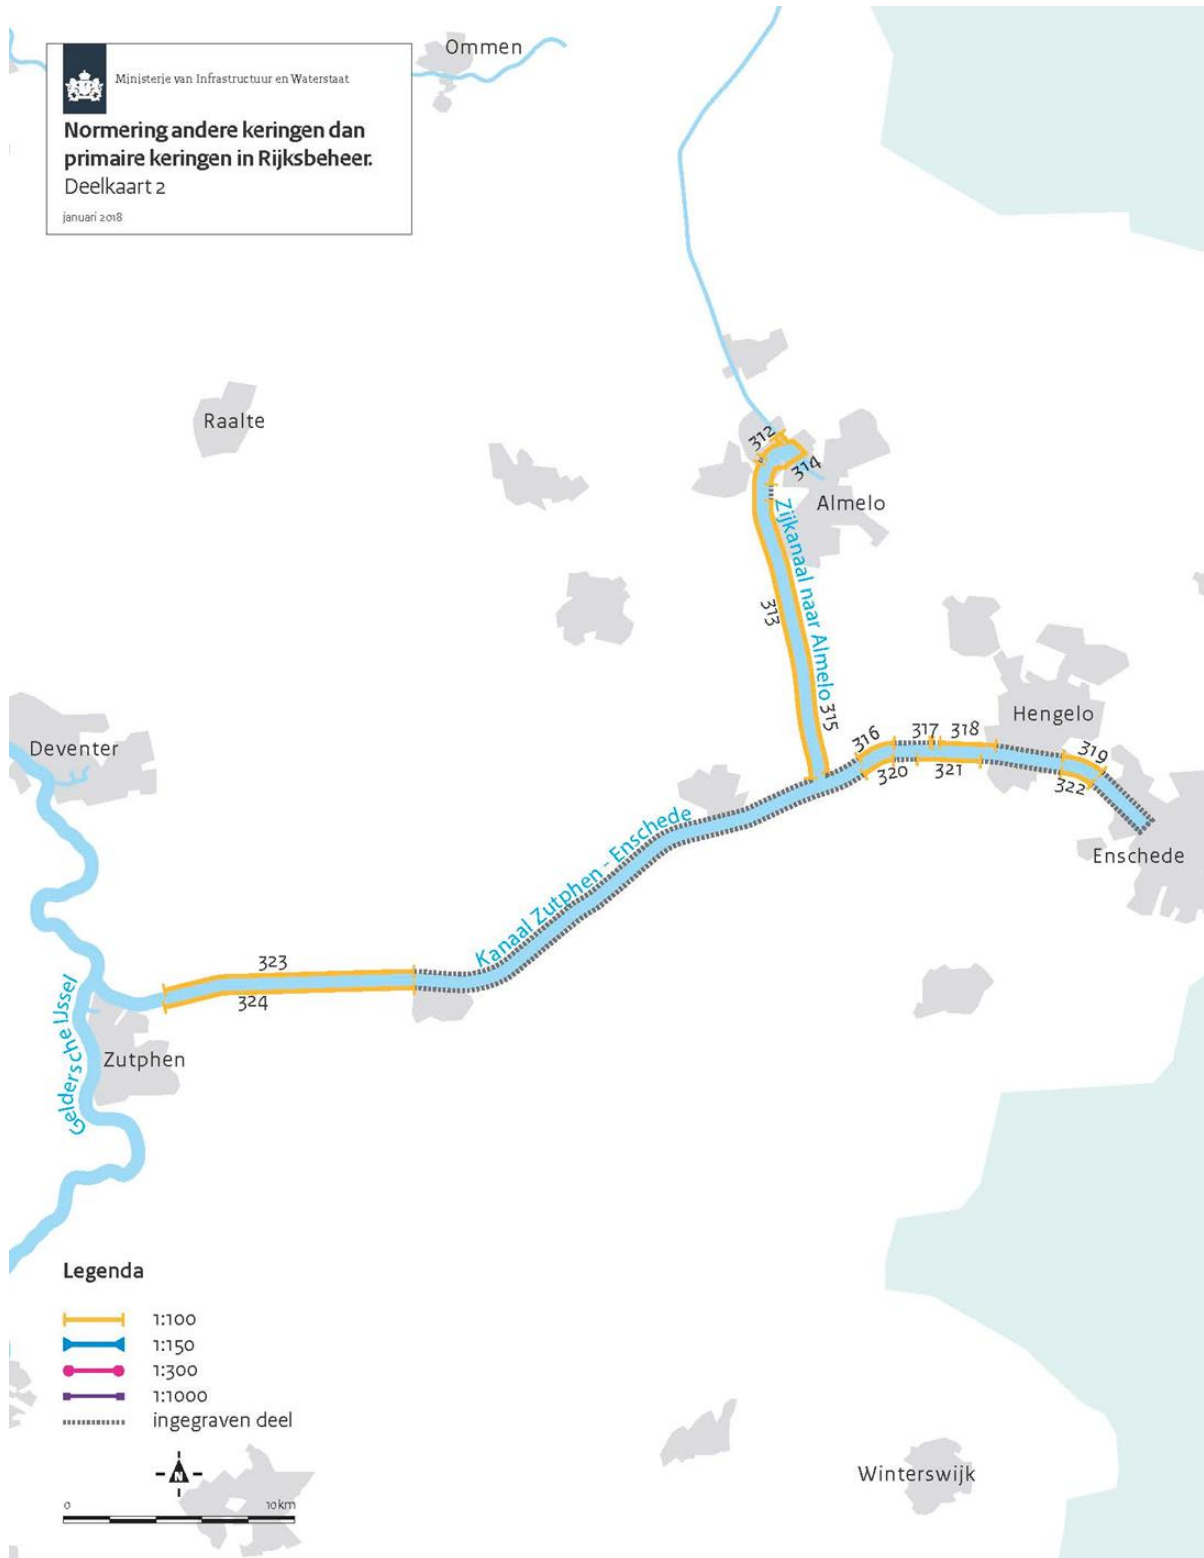 Ommen
Ministerie van Infrastructuur en Waterstaat
Normering andere keringen dan
primaire keringen in Rijksbeheer.
Deelkaart 2
januari 2018
Raalte
312
314
Almelo
Zijkanaal naar Almelo
313
315
Hengelo
Deventer
316
317
318
319
320
321
322
Enschede
Kanaal Zutphen - Enschede
323
324
Geldersche IJssel
Zutphen
Legenda
1:100
1:150
1:300
1:1000
ingegraven deel
Winterswijk
N
0 10 km